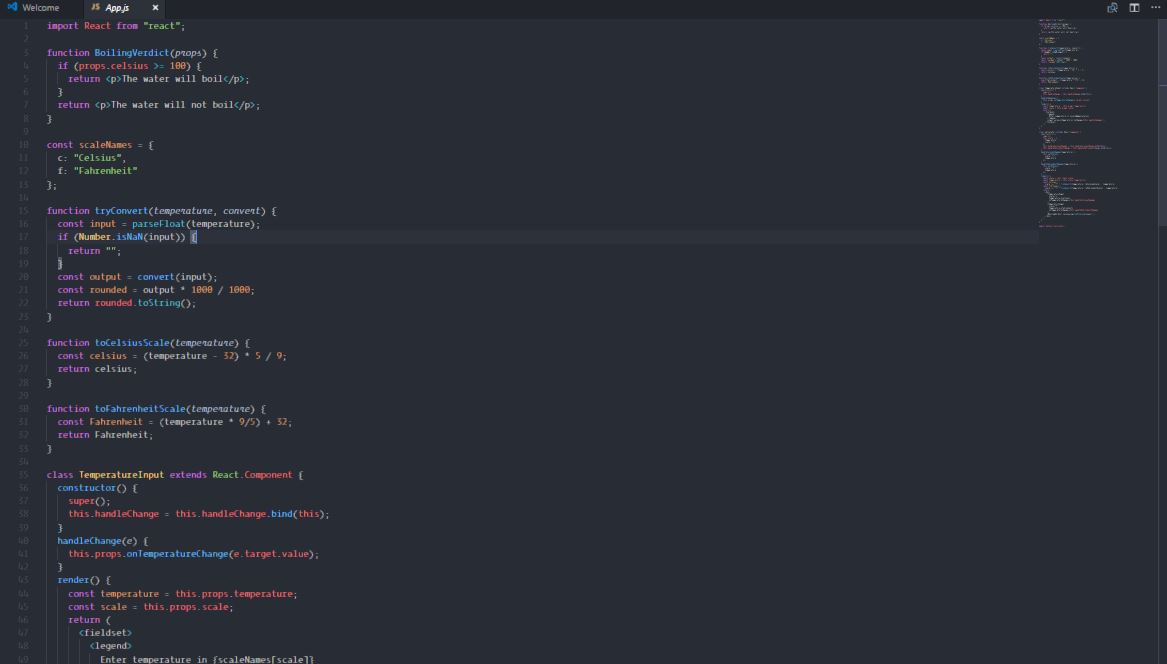 Welcome
JS App.js ×
1 import React from "react";
2
3 function BoilingVerdict(props) {
4 if (props.celsius >= 100) {
5 return <p>The water will boil</p>;
6 }
7 return <p>The water will not boil</p>;
8 }
9
10 const scaleNames = {
11 c: "Celsius",
12 f: "Fahrenheit"
13 };
14
15 function tryConvert(temperature, convent) {
16 const input = parseFloat(temperature);
17 if (Number.isNaN(input)) {
18 return "";
19 }
20 const output = convert(input);
21 const rounded = output * 1000 / 1000;
22 return rounded.toString();
23 }
24
25 function toCelsiusScale(temperature) {
26 const celsius = (temperature - 32) * 5 / 9;
27 return celsius;
28 }
29
30 function toFahrenheitScale(temperature) {
31 const Fahrenheit = (temperature * 9/5) + 32;
32 return Fahrenheit;
33 }
34
35 class TemperatureInput extends React.Component {
36 constructor() {
37 super();
38 this.handleChange = this.handleChange.bind(this);
39 }
40 handleChange(e) {
41 this.props.onTemperatureChange(e.target.value);
42 }
43 render() {
44 const temperature = this.props.temperature;
45 const scale = this.props.scale;
46 return (
47 <fieldset>
48 <legend>
49 Enter temperature in {scaleNames[scale]}